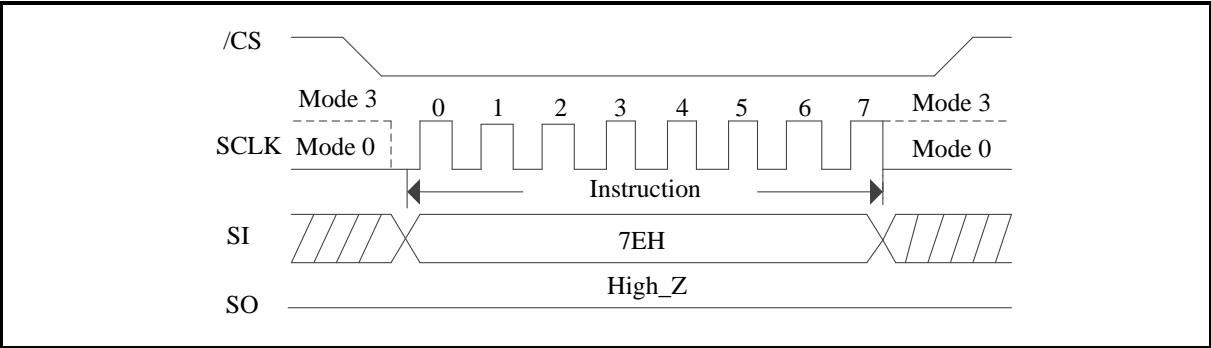 /CS
Mode 3 0 1 2 3 4 5 6 7 Mode 3
SCLK Mode 0 Mode 0
Instruction
SI 7EH
High_Z
SO